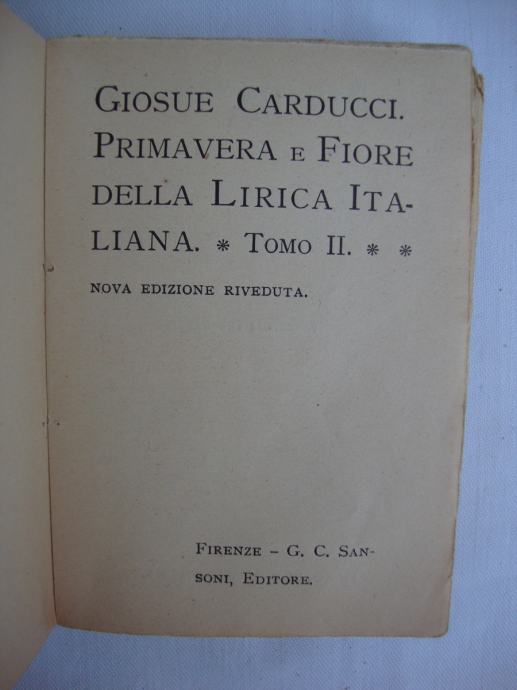 GIOSUE CARDUCCI.
PRIMAVERA E FIORE
DELLA LIRICA ITA-
LIANA. * TOMO II. * *
NOVA EDIZIONE RIVEDUTA.
FIRENZE - G. C. SAN-
SONI, EDITORE.